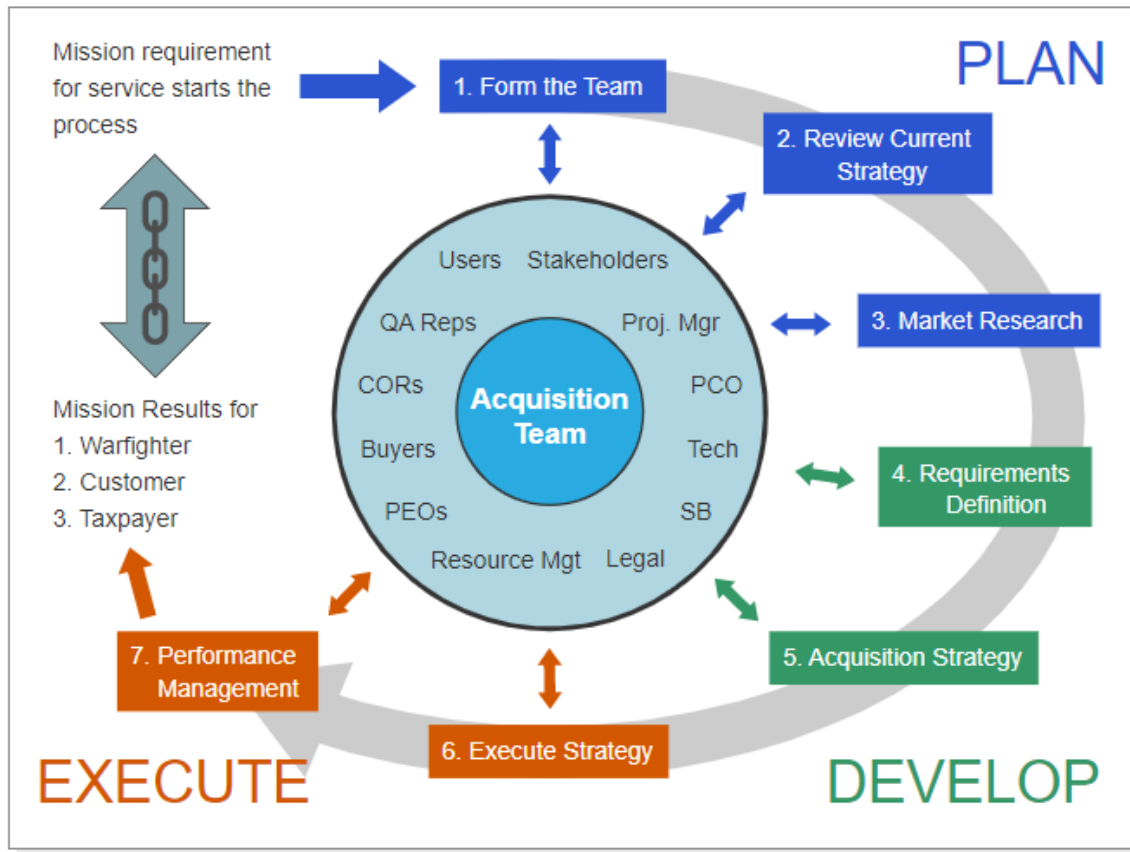 Mission requirement
for service starts the
process
PLAN
1. Form the Team
2. Review Current
Strategy
3. Market Research
4. Requirements
Definition
5. Acquisition Strategy
DEVELOP
6. Execute Strategy
7. Performance
Management
EXECUTE
Mission Results for
1. Warfighter
2. Customer
3. Taxpayer
Acquisition
Team
Users
Stakeholders
Proj. Mgr
PCO
Tech
SB
Legal
Resource Mgt
PEOs
Buyers
CORs
QA Reps